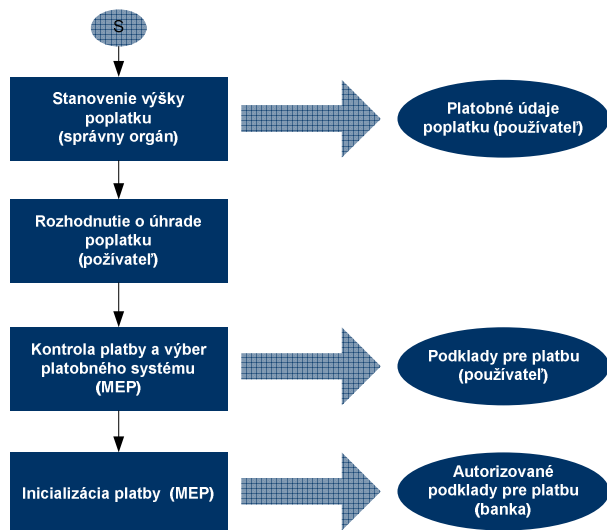 S
Stanovenie výšky
poplatku
(správny orgán)
Platobné údaje
poplatku (používateľ)
Rozhodnutie o úhrade
poplatku
(požívateľ)
Kontrola platby a výber
platobného systému
(MEP)
Podklady pre platbu
(používateľ)
Inicializácia platby (MEP)
Autorizované
podklady pre platbu
(banka)